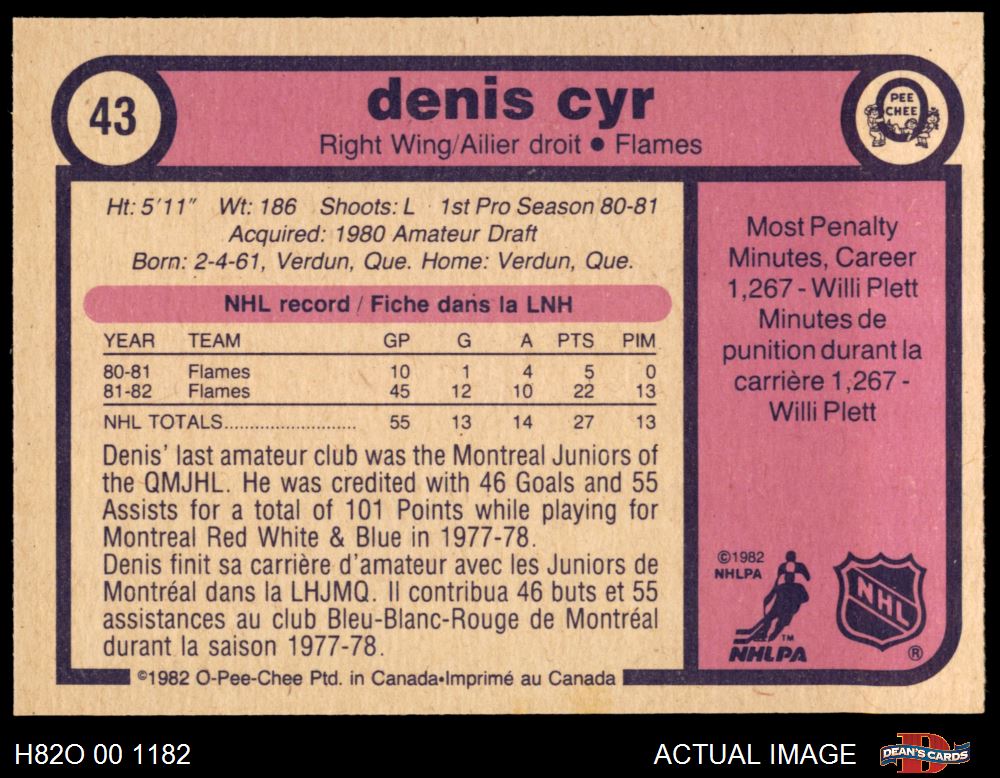 43
denis cyr
Right Wing/Ailier droit • Flames
O
PEE
CHEE
Ht: 5'11" Wt: 186 Shoots: L 1st Pro Season 80-81
Acquired: 1980 Amateur Draft
Born: 2-4-61, Verdun, Que. Home: Verdun, Que.
NHL record / Fiche dans la LNH
YEAR TEAM GP G A PTS PIM
80-81 Flames 10 1 4 5 0
81-82 Flames 45 12 10 22 13
NHL TOTALS.......................... 55 13 14 27 13
Denis' last amateur club was the Montreal Juniors of
the QMJHL. He was credited with 46 Goals and 55
Assists for a total of 101 Points while playing for
Montreal Red White & Blue in 1977-78.
Denis finit sa carrière d'amateur avec les Juniors de
Montréal dans la LHJMQ. Il contribua 46 buts et 55
assistances au club Bleu-Blanc-Rouge de Montréal
durant la saison 1977-78.
©1982 O-Pee-Chee Ptd. in Canada•Imprimé au Canada
Most Penalty
Minutes, Career
1,267 - Willi Plett
Minutes de
punition durant la
carrière 1,267 -
Willi Plett
©1982
NHLPA
TM
NHLPA
NHL
®
H82O 00 1182
ACTUAL IMAGE
D
DEAN'S CARDS